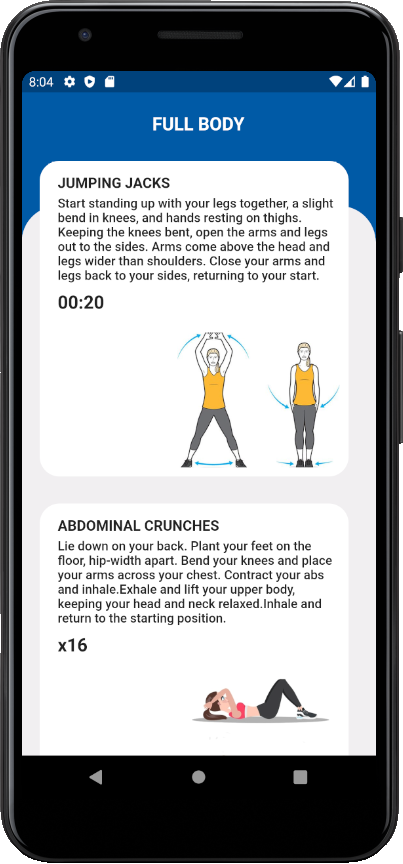 8:04
FULL BODY
JUMPING JACKS
Start standing up with your legs together, a slight
bend in knees, and hands resting on thighs.
Keeping the knees bent, open the arms and legs
out to the sides. Arms come above the head and
legs wider than shoulders. Close your arms and
legs back to your sides, returning to your start.
00:20
ABDOMINAL CRUNCHES
Lie down on your back. Plant your feet on the
floor, hip-width apart. Bend your knees and place
your arms across your chest. Contract your abs
and inhale.Exhale and lift your upper body,
keeping your head and neck relaxed.Inhale and
return to the starting position.
x16